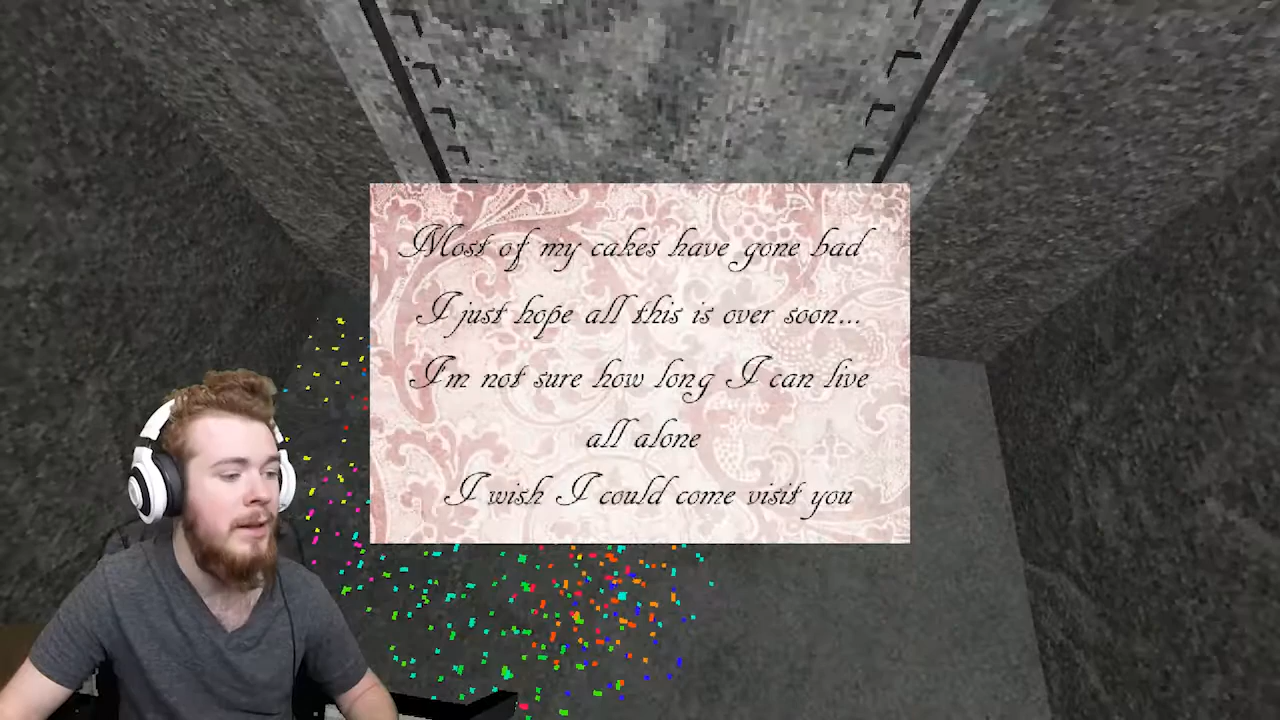 Most of my cakes have gone bad
I just hope all this is over soon...
I'm not sure how long I can live
all alone
I wish I could come visit you